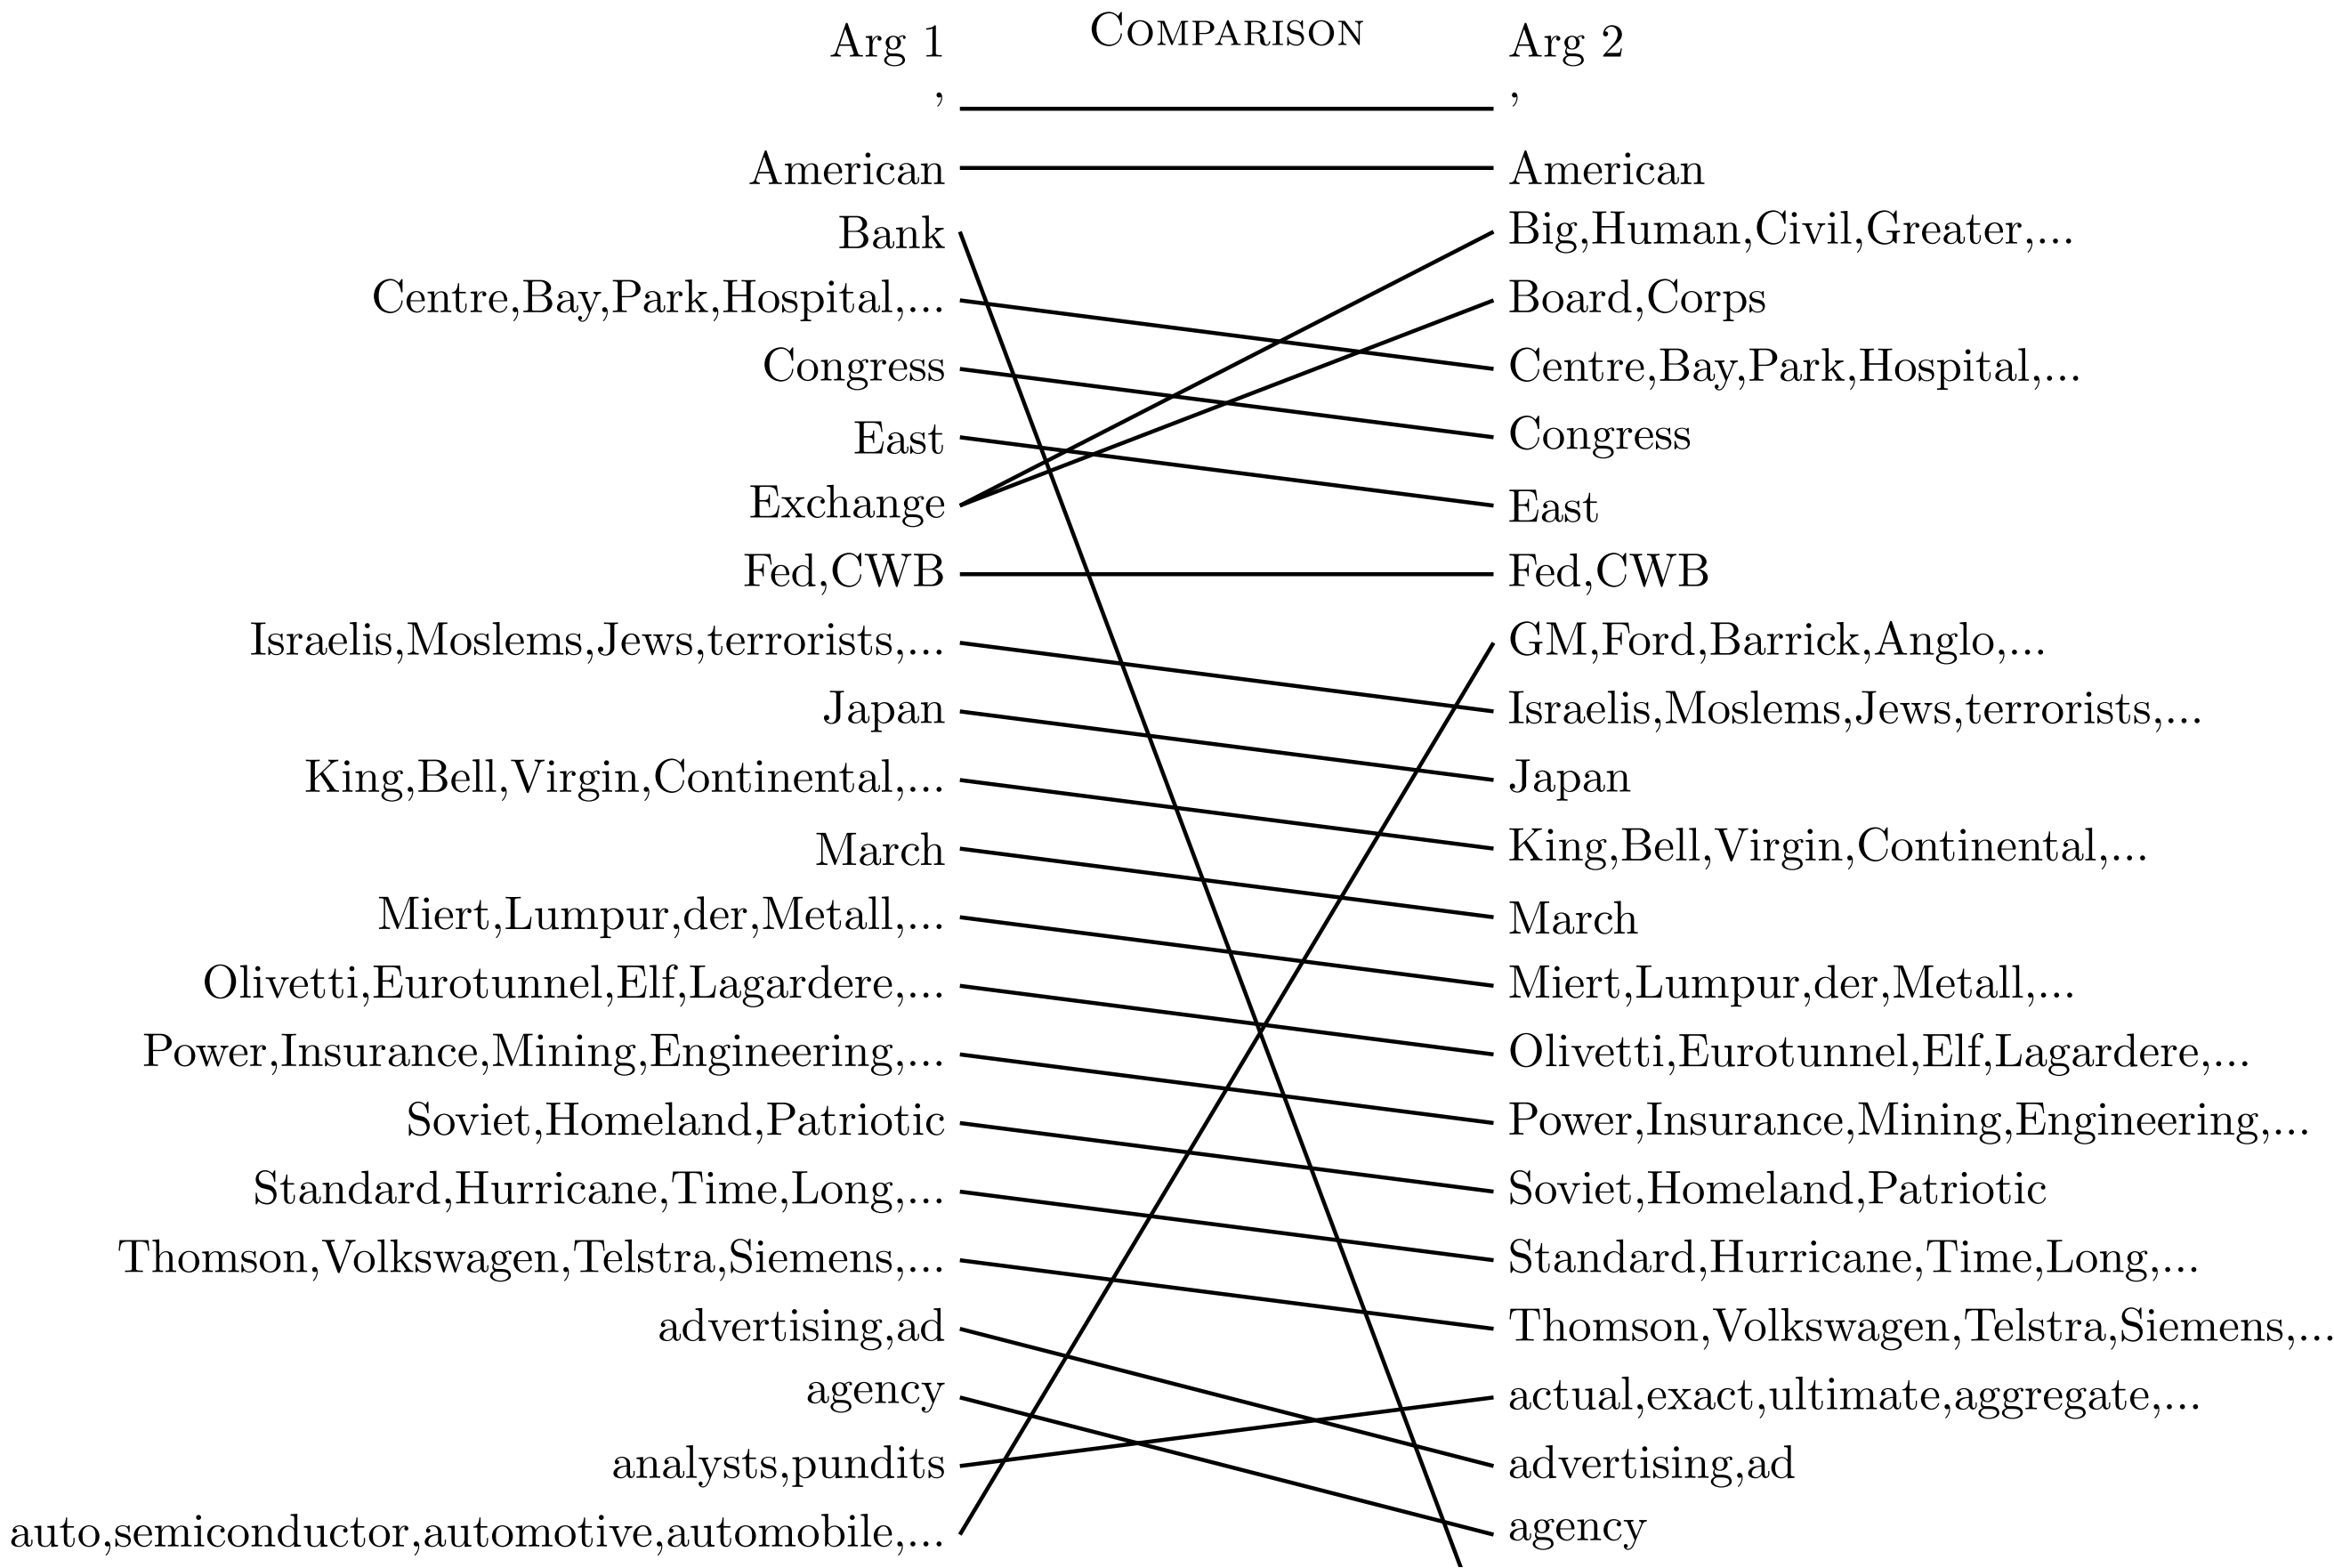 Arg 1 COMPARISON Arg 2
, ,
American American
Bank Big,Human,Civil,Greater,...
Centre,Bay,Park,Hospital,... Board,Corps
Congress Centre,Bay,Park,Hospital,...
East Congress
Exchange East
Fed,CWB Fed,CWB
Israelis,Moslems,Jews,terrorists,... GM,Ford,Barrick,Anglo,...
Japan Israelis,Moslems,Jews,terrorists,...
King,Bell,Virgin,Continental,... Japan
March King,Bell,Virgin,Continental,...
Miert,Lumpur,der,Metall,... March
Olivetti,Eurotunnel,Elf,Lagardere,... Miert,Lumpur,der,Metall,...
Power,Insurance,Mining,Engineering,... Olivetti,Eurotunnel,Elf,Lagardere,...
Soviet,Homeland,Patriotic Power,Insurance,Mining,Engineering,...
Standard,Hurricane,Time,Long,... Soviet,Homeland,Patriotic
Thomson,Volkswagen,Telstra,Siemens,... Standard,Hurricane,Time,Long,...
advertising,ad Thomson,Volkswagen,Telstra,Siemens,...
agency actual,exact,ultimate,aggregate,...
analysts,pundits advertising,ad
auto,semiconductor,automotive,automobile,... agency